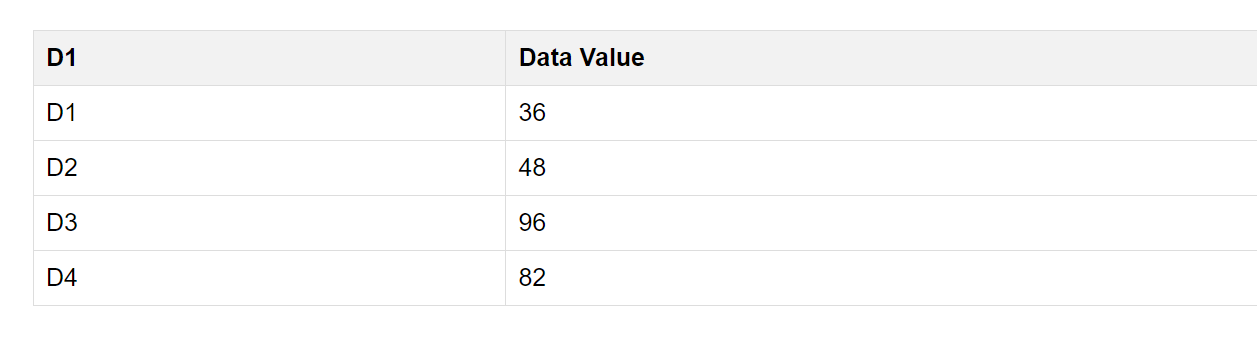 D1 Data Value
D1 36
D2 48
D3 96
D4 82